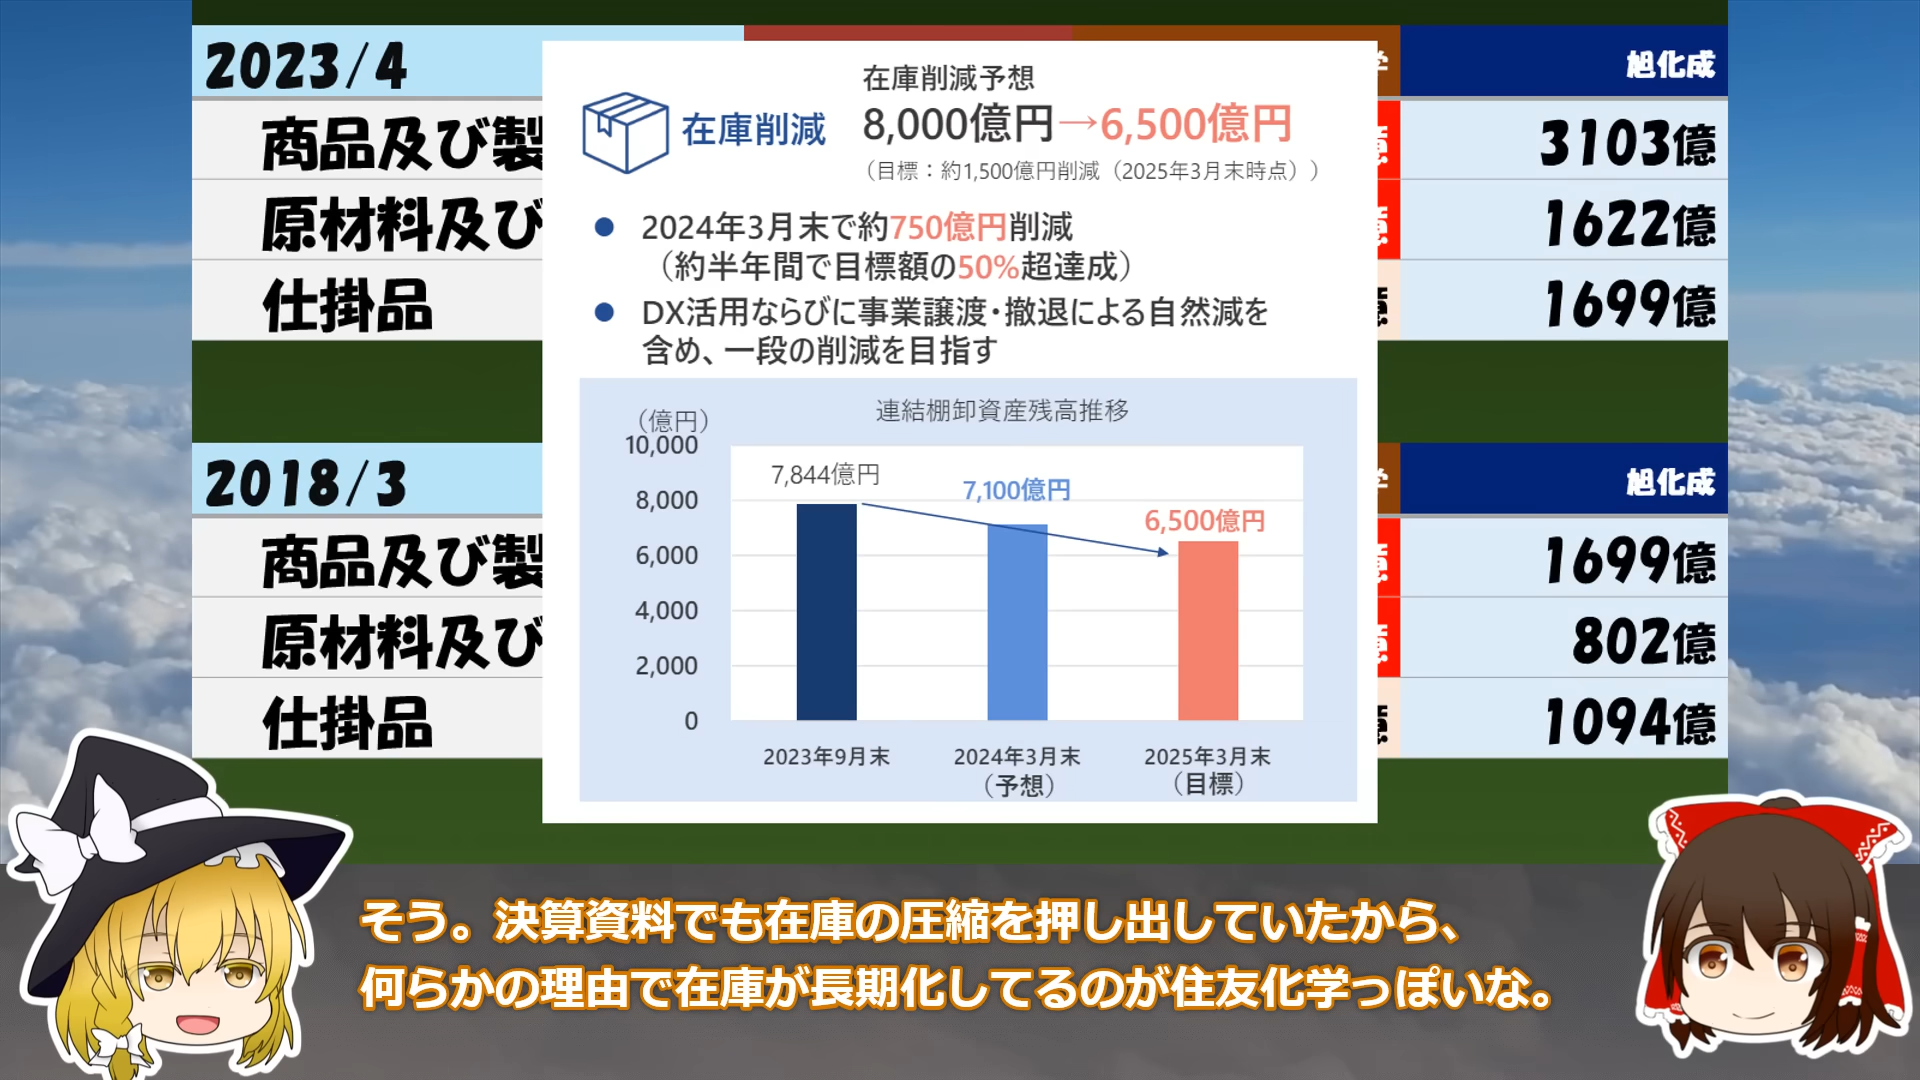 2023/4
旭化成
商品及び製
3103億
原材料及び
1622億
仕掛品
1699億
2018/3
旭化成
商品及び製
1699億
原材料及び
802億
仕掛品
1094億
在庫削減
在庫削減予想
8,000億円→6,500億円
（目標：約1,500億円削減（2025年3月末時点））
● 2024年3月末で約750億円削減
（約半年間で目標額の50%超達成）
● DX活用ならびに事業譲渡・撤退による自然減を
含め、一段の削減を目指す
連結棚卸資産残高推移
（億円）
10,000
8,000
6,000
4,000
2,000
0
7,844億円
7,100億円
6,500億円
2023年9月末
2024年3月末
（予想）
2025年3月末
（目標）
そう。決算資料でも在庫の圧縮を押し出していたから、
何らかの理由で在庫が長期化してるのが住友化学っぽいな。